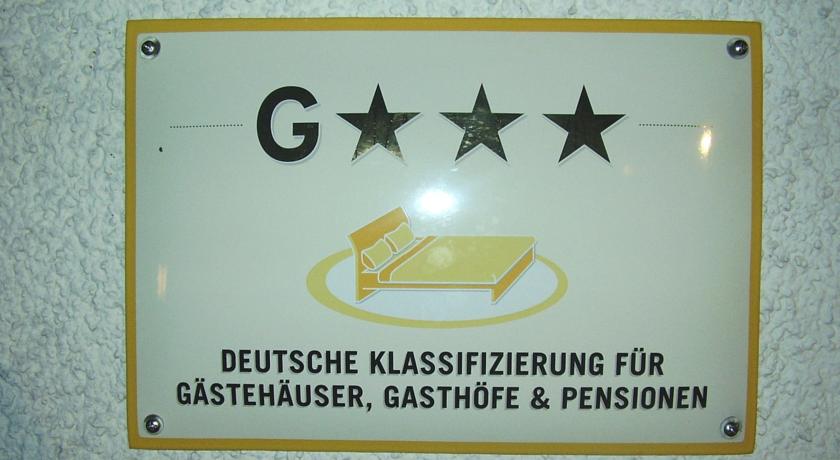 G★★★
DEUTSCHE KLASSIFIZIERUNG FÜR
GÄSTEHÄUSER, GASTHÖFE & PENSIONEN